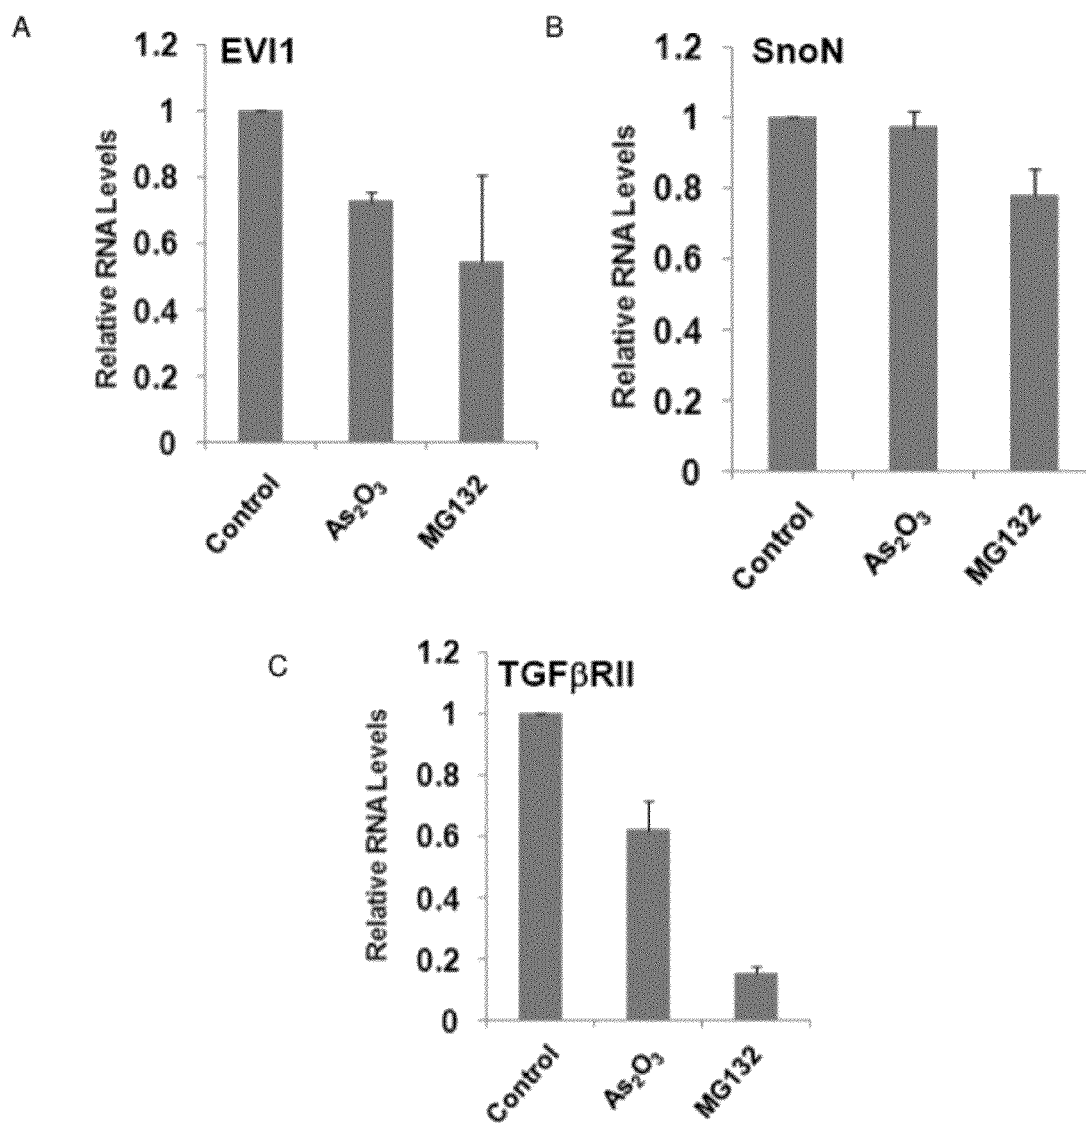 A
EVI1
Relative RNA Levels
1.2
1
0.8
0.6
0.4
0.2
0
Control
As₂O₃
MG132
B
SnoN
Relative RNA Levels
1.2
1
0.8
0.6
0.4
0.2
0
Control
As₂O₃
MG132
C
TGFβRII
Relative RNA Levels
1.2
1
0.8
0.6
0.4
0.2
0
Control
As₂O₃
MG132